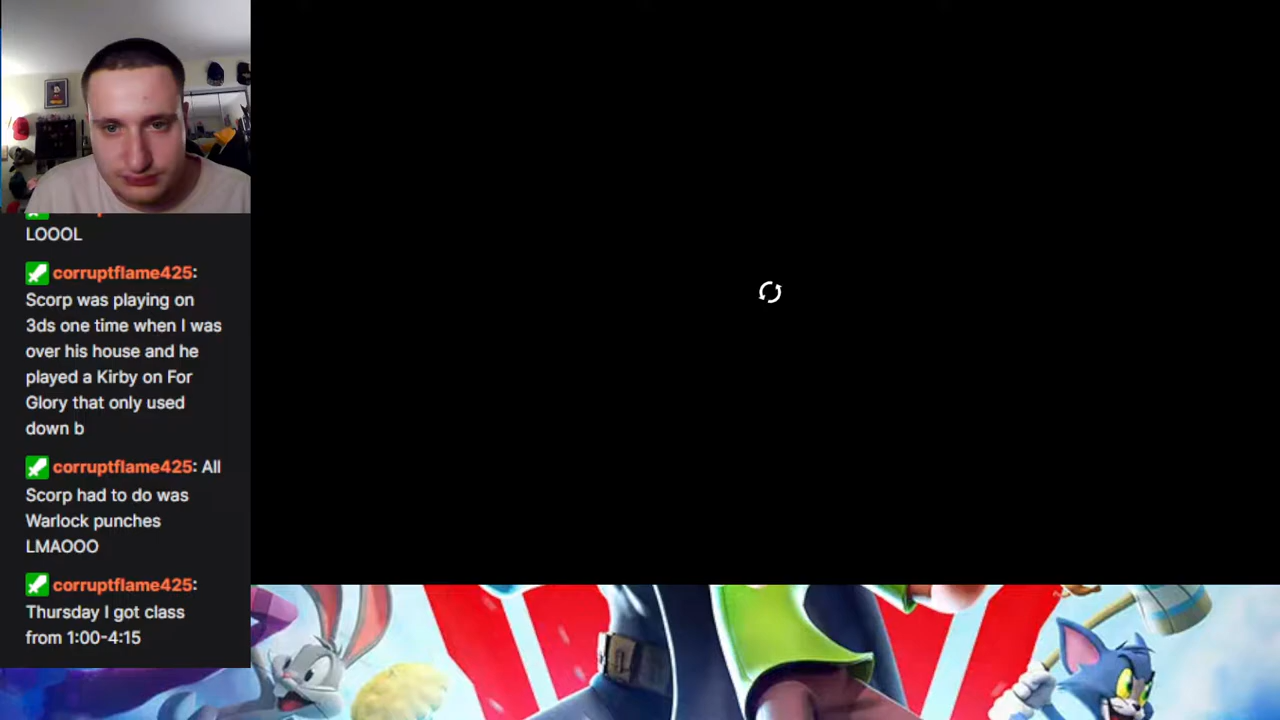 LOOOL
corruptflame425:
Scorp was playing on
3ds one time when I was
over his house and he
played a Kirby on For
Glory that only used
down b
corruptflame425: All
Scorp had to do was
Warlock punches
LMAOOO
corruptflame425:
Thursday I got class
from 1:00-4:15